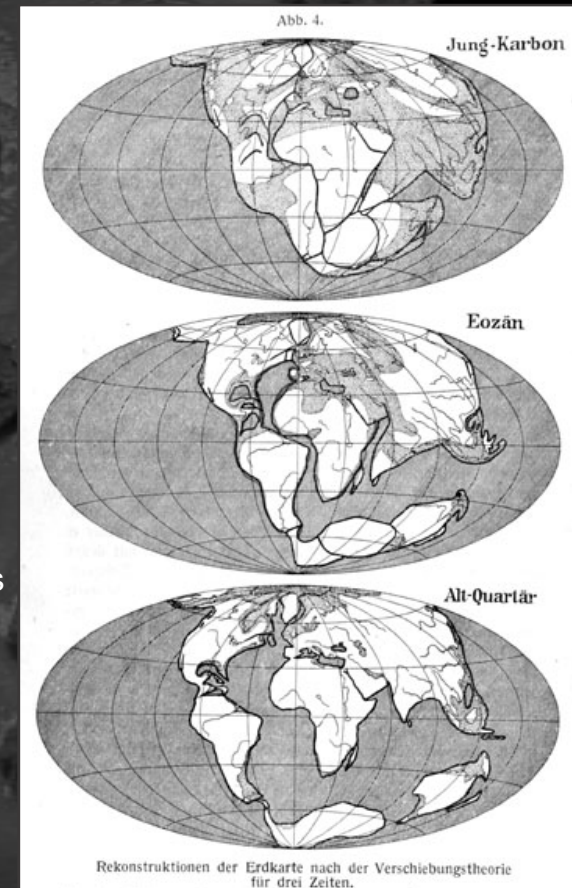 Abb. 4.
Jung-Karbon
Eozän
s
Alt-Quartär
Rekonstruktionen der Erdkarte nach der Verschiebungstheorie
für drei Zeiten.